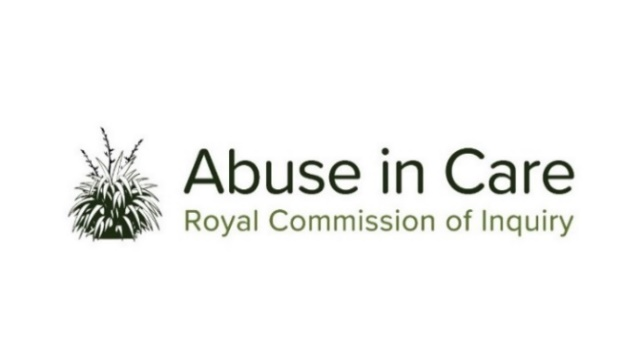 Abuse in Care
Royal Commission of Inquiry